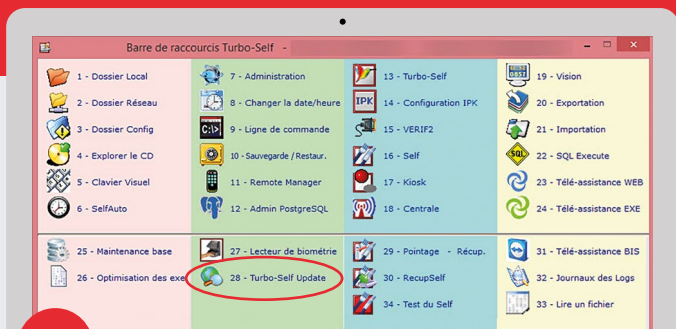 Barre de raccourcis Turbo-Self -
1 - Dossier Local
2 - Dossier Réseau
3 - Dossier Config
4 - Explorer le CD
5 - Clavier Visuel
6 - SelfAuto
7 - Administration
8 - Changer la date/heure
C:\>
9 - Ligne de commande
10 - Sauvegarde / Restaur.
11 - Remote Manager
12 - Admin PostgreSQL
13 - Turbo-Self
IPK
14 - Configuration IPK
15 - VERIF2
16 - Self
17 - Kiosk
18 - Centrale
19 - Vision
20 - Exportation
21 - Importation
SQL
22 - SQL Execute
23 - Télé-assistance WEB
24 - Télé-assistance EXE
25 - Maintenance base
26 - Optimisation des exe
27 - Lecteur de biométrie
28 - Turbo-Self Update
29 - Pointage - Récup.
30 - RecupSelf
34 - Test du Self
31 - Télé-assistance BIS
32 - Journaux des Logs
33 - Lire un fichier